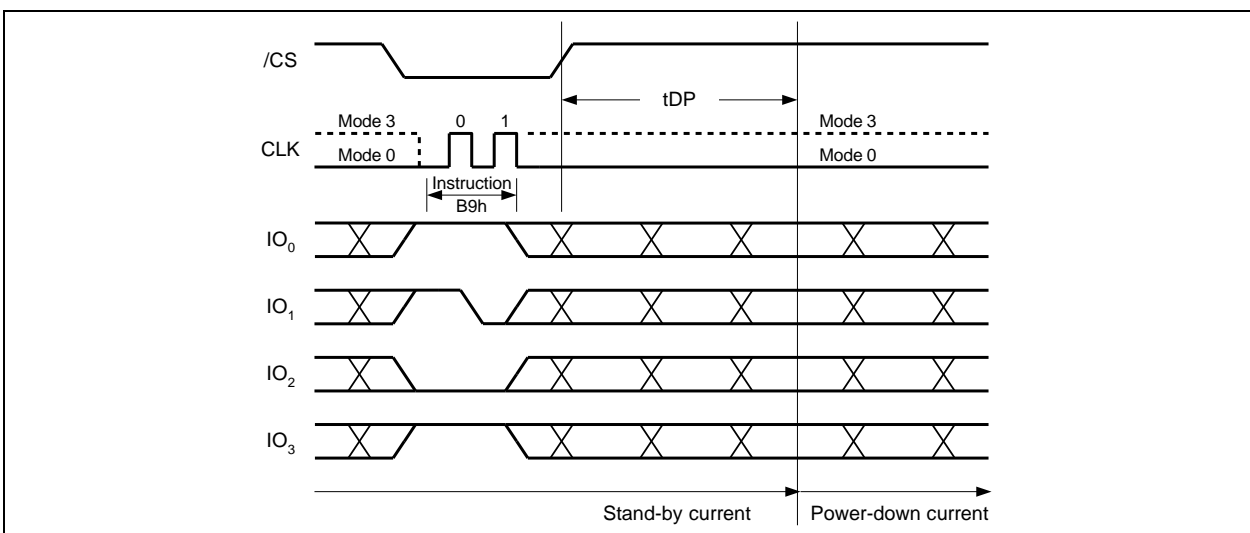 /CS
tDP
Mode 3 0 1 Mode 3
CLK
Mode 0 Mode 0
Instruction
B9h
IO0
IO1
IO2
IO3
Stand-by current Power-down current